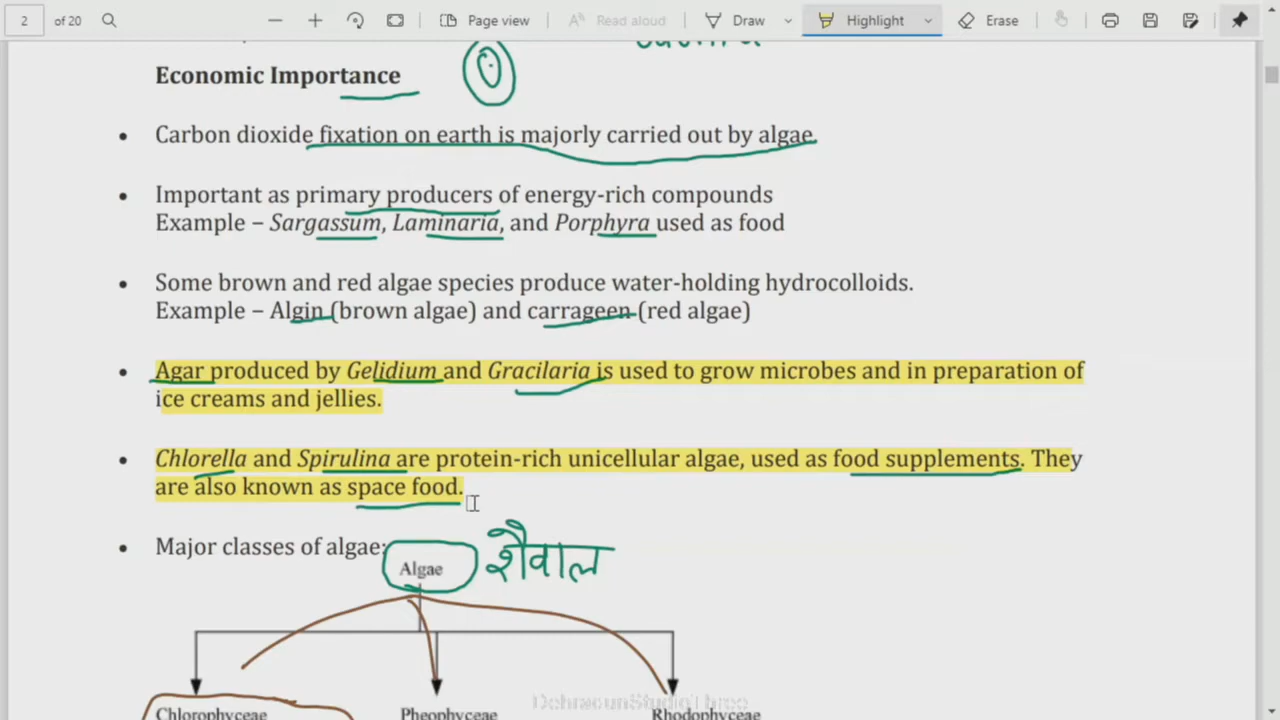 2 of 20 Page view Read aloud Draw Highlight Erase
Economic Importance
• Carbon dioxide fixation on earth is majorly carried out by algae
• Important as primary producers of energy-rich compounds
Example – Sargassum, Laminaria, and Porphyra used as food
• Some brown and red algae species produce water-holding hydrocolloids.
Example – Algin (brown algae) and carrageen (red algae)
• Agar produced by Gelidium and Gracilaria is used to grow microbes and in preparation of
ice creams and jellies.
• Chlorella and Spirulina are protein-rich unicellular algae, used as food supplements. They
are also known as space food.
• Major classes of algae:
Algae शैवाल
Chlorophyceae Pheophyceae Rhodophyceae